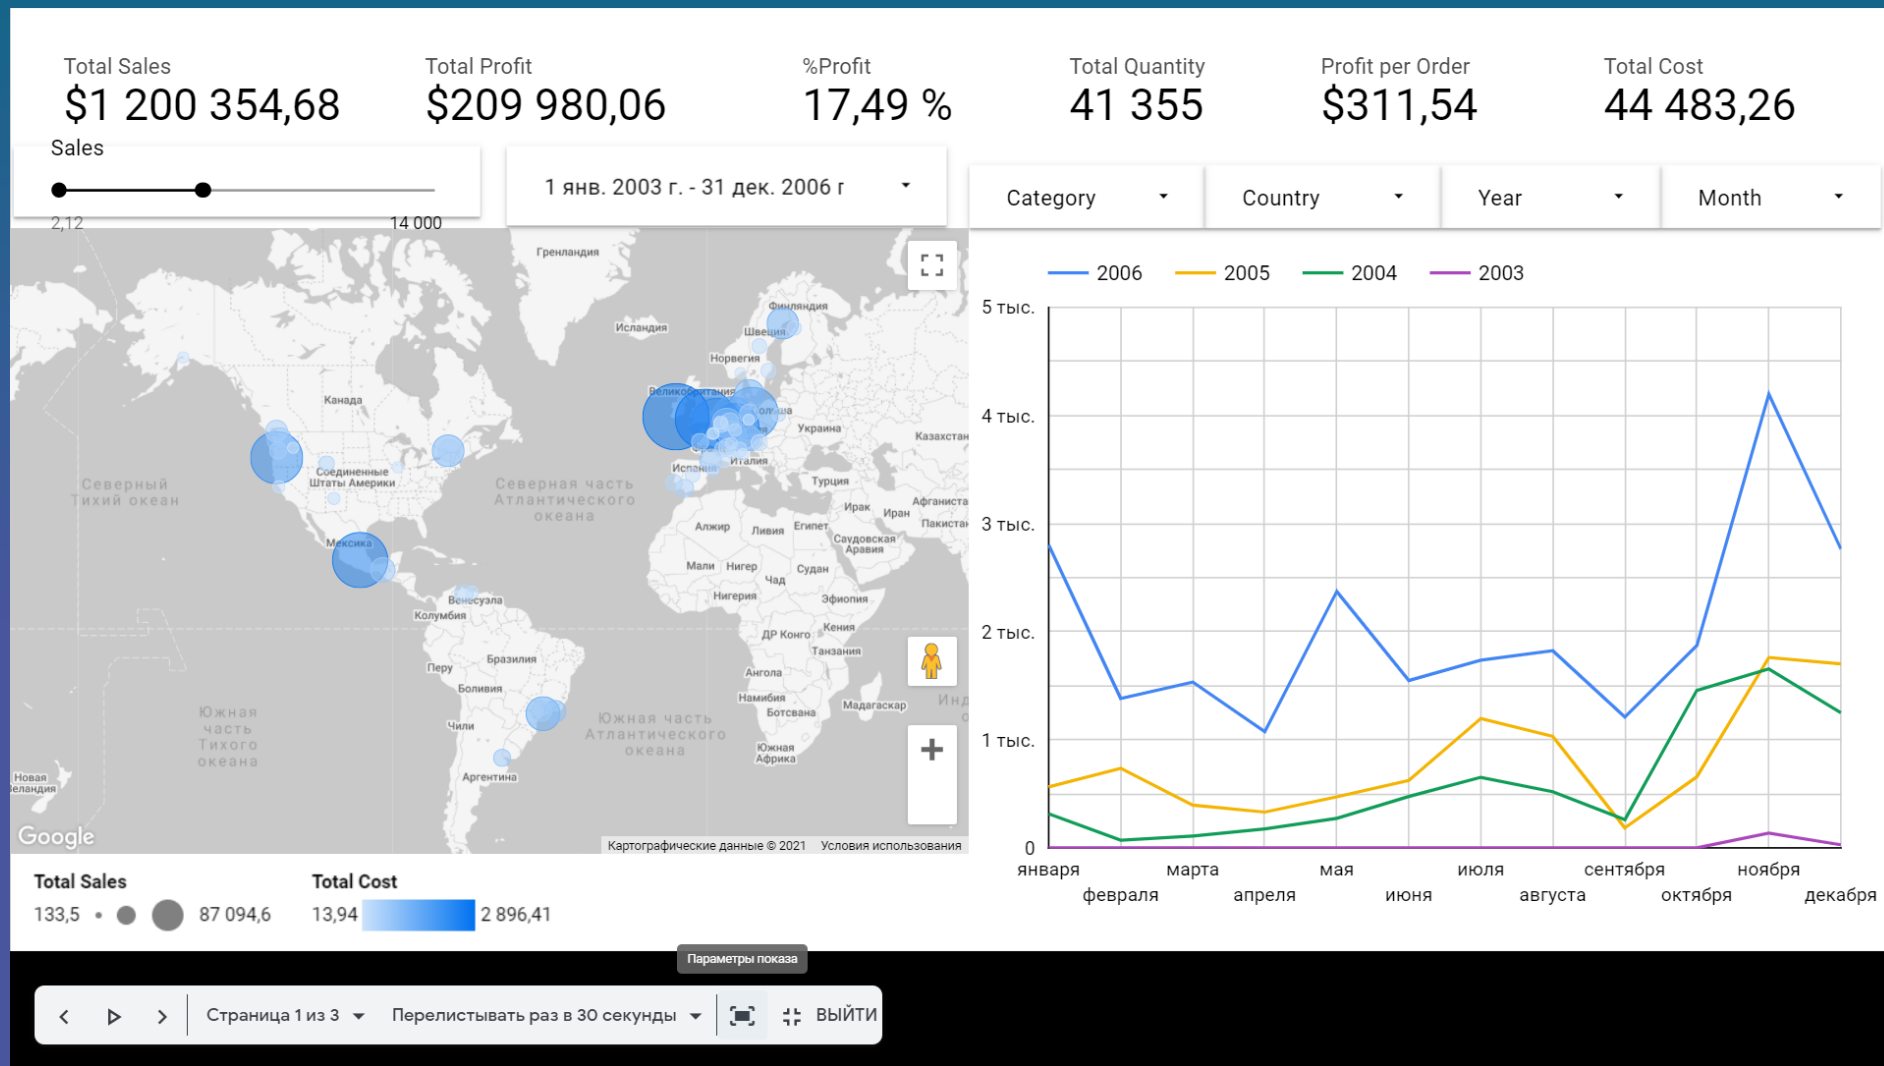 Total Sales
$1 200 354,68
Total Profit
$209 980,06
%Profit
17,49 %
Total Quantity
41 355
Profit per Order
$311,54
Total Cost
44 483,26
Sales
2,12
14 000
1 янв. 2003 г. - 31 дек. 2006 г
Category
Country
Year
Month
Гренландия
Исландия
Финляндия
Швеция
Норвегия
Великобритания
Украина
Казахстан
Канада
Соединенные
Штаты Америки
Италия
Испания
Турция
Афганиста
Ирак
Иран
Пакистан
Северный
Тихий океан
Северная часть
Атлантического
океана
Алжир
Ливия
Египет
Саудовская
Аравия
Мексика
Мали
Нигер
Чад
Судан
Нигерия
Эфиопия
Венесуэла
Колумбия
ДР Конго
Кения
Танзания
Перу
Бразилия
Ангола
Боливия
Намибия
Ботсвана
Мадагаскар
Инд
Чили
Южная
часть
Тихого
океана
Южная часть
Атлантического
океана
Южная
Африка
Аргентина
Новая
Зеландия
Google
Картографические данные © 2021
Условия использования
Total Sales
133,5
87 094,6
Total Cost
13,94
2 896,41
2006
2005
2004
2003
5 тыс.
4 тыс.
3 тыс.
2 тыс.
1 тыс.
0
января
февраля
марта
апреля
мая
июня
июля
августа
сентября
октября
ноября
декабря
Параметры показа
Страница 1 из 3
Перелистывать раз в 30 секунды
ВЫЙТИ